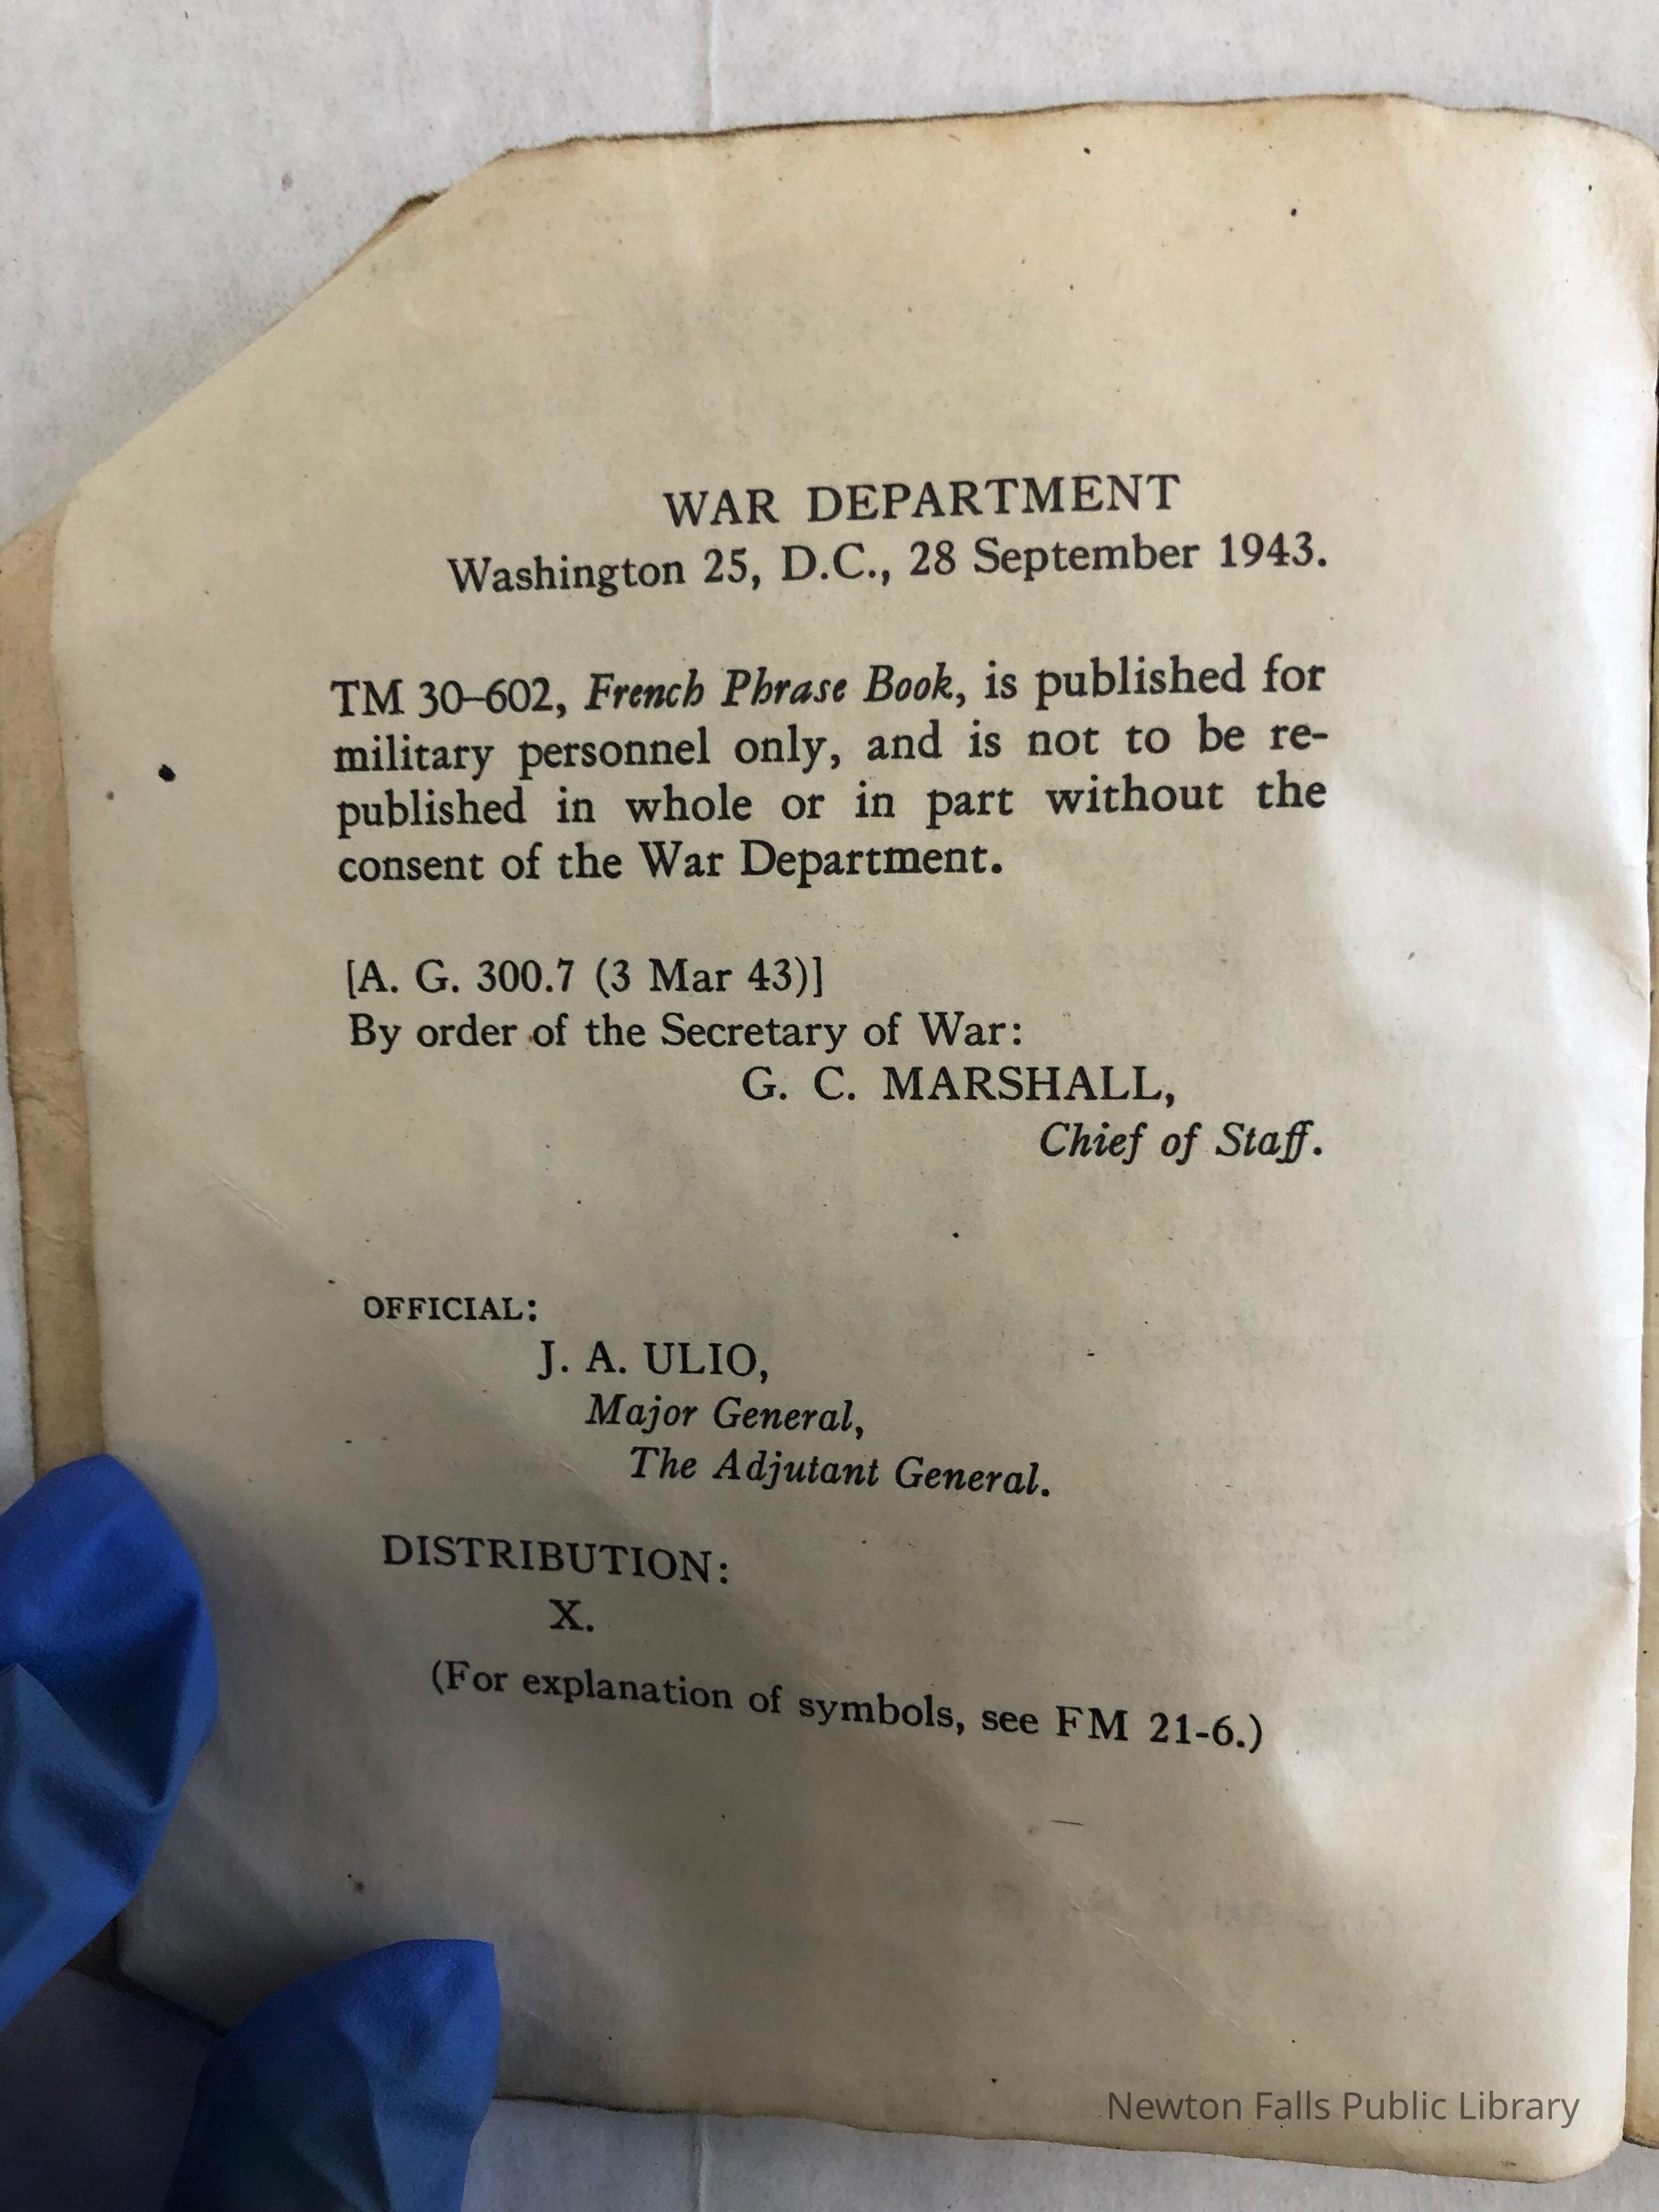 WAR DEPARTMENT
Washington 25, D.C., 28 September 1943.
TM 30–602, French Phrase Book, is published for
military personnel only, and is not to be re-
published in whole or in part without the
consent of the War Department.
[A. G. 300.7 (3 Mar 43)]
By order of the Secretary of War:
G. C. MARSHALL,
Chief of Staff.
OFFICIAL:
J. A. ULIO,
Major General,
The Adjutant General.
DISTRIBUTION:
X.
(For explanation of symbols, see FM 21-6.)
Newton Falls Public Library